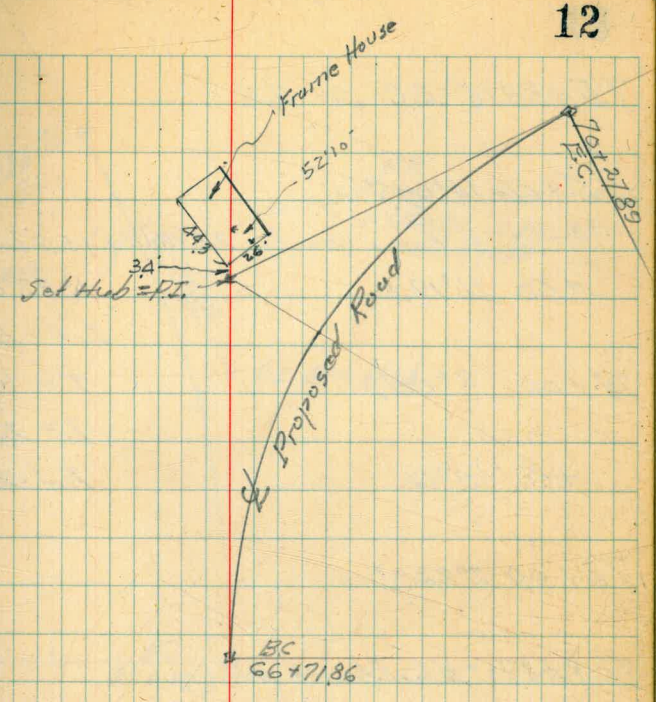 12
Frame House
52°10'
44.3
26
34
Set Hub = P.I.
70+27.89
E.C.
℄ Proposed Road
B.C
66+71.86